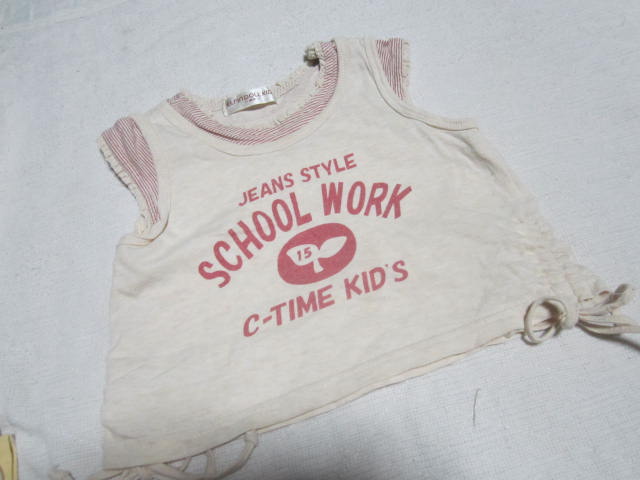 JEANS STYLE
SCHOOL WORK
15
C-TIME KID'S